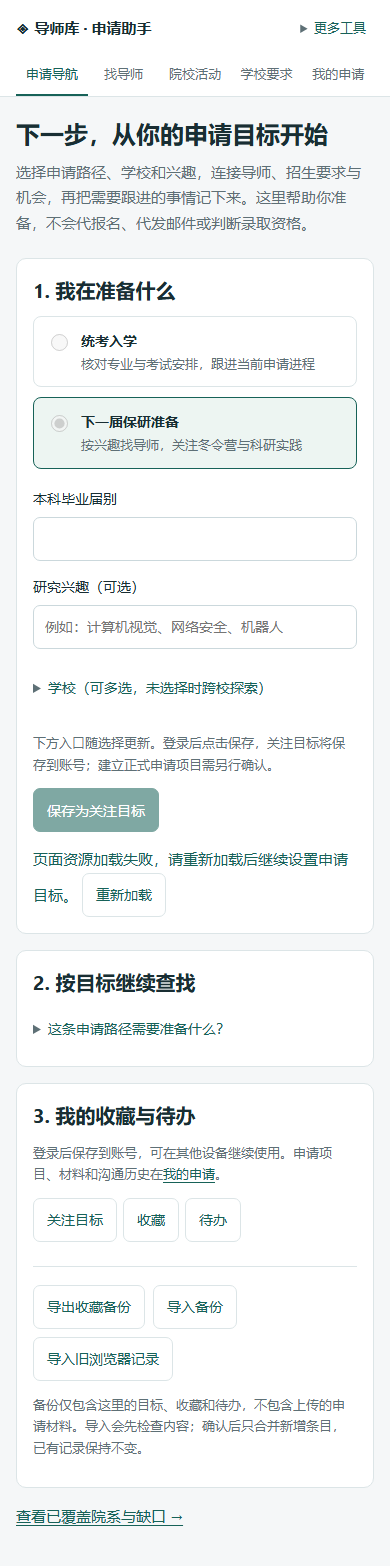 ◈ 导师库 · 申请助手
▶ 更多工具
申请导航 找导师 院校活动 学校要求 我的申请
下一步，从你的申请目标开始
选择申请路径、学校和兴趣，连接导师、招生要求与
机会，再把需要跟进的事情记下来。这里帮助你准
备，不会代报名、代发邮件或判断录取资格。
1. 我在准备什么
统考入学
核对专业与考试安排，跟进当前申请进程
下一届保研准备
按兴趣找导师，关注冬令营与科研实践
本科毕业届别
研究兴趣（可选）
例如：计算机视觉、网络安全、机器人
▶ 学校（可多选，未选择时跨校探索）
下方入口随选择更新。登录后点击保存，关注目标将保
存到账号；建立正式申请项目需另行确认。
保存为关注目标
页面资源加载失败，请重新加载后继续设置申请
目标。 重新加载
2. 按目标继续查找
▶ 这条申请路径需要准备什么？
3. 我的收藏与待办
登录后保存到账号，可在其他设备继续使用。申请项
目、材料和沟通历史在我的申请。
关注目标 收藏 待办
导出收藏备份 导入备份
导入旧浏览器记录
备份仅包含这里的目标、收藏和待办，不包含上传的申
请材料。导入会先检查内容；确认后只合并新增条目，
已有记录保持不变。
查看已覆盖院系与缺口 →